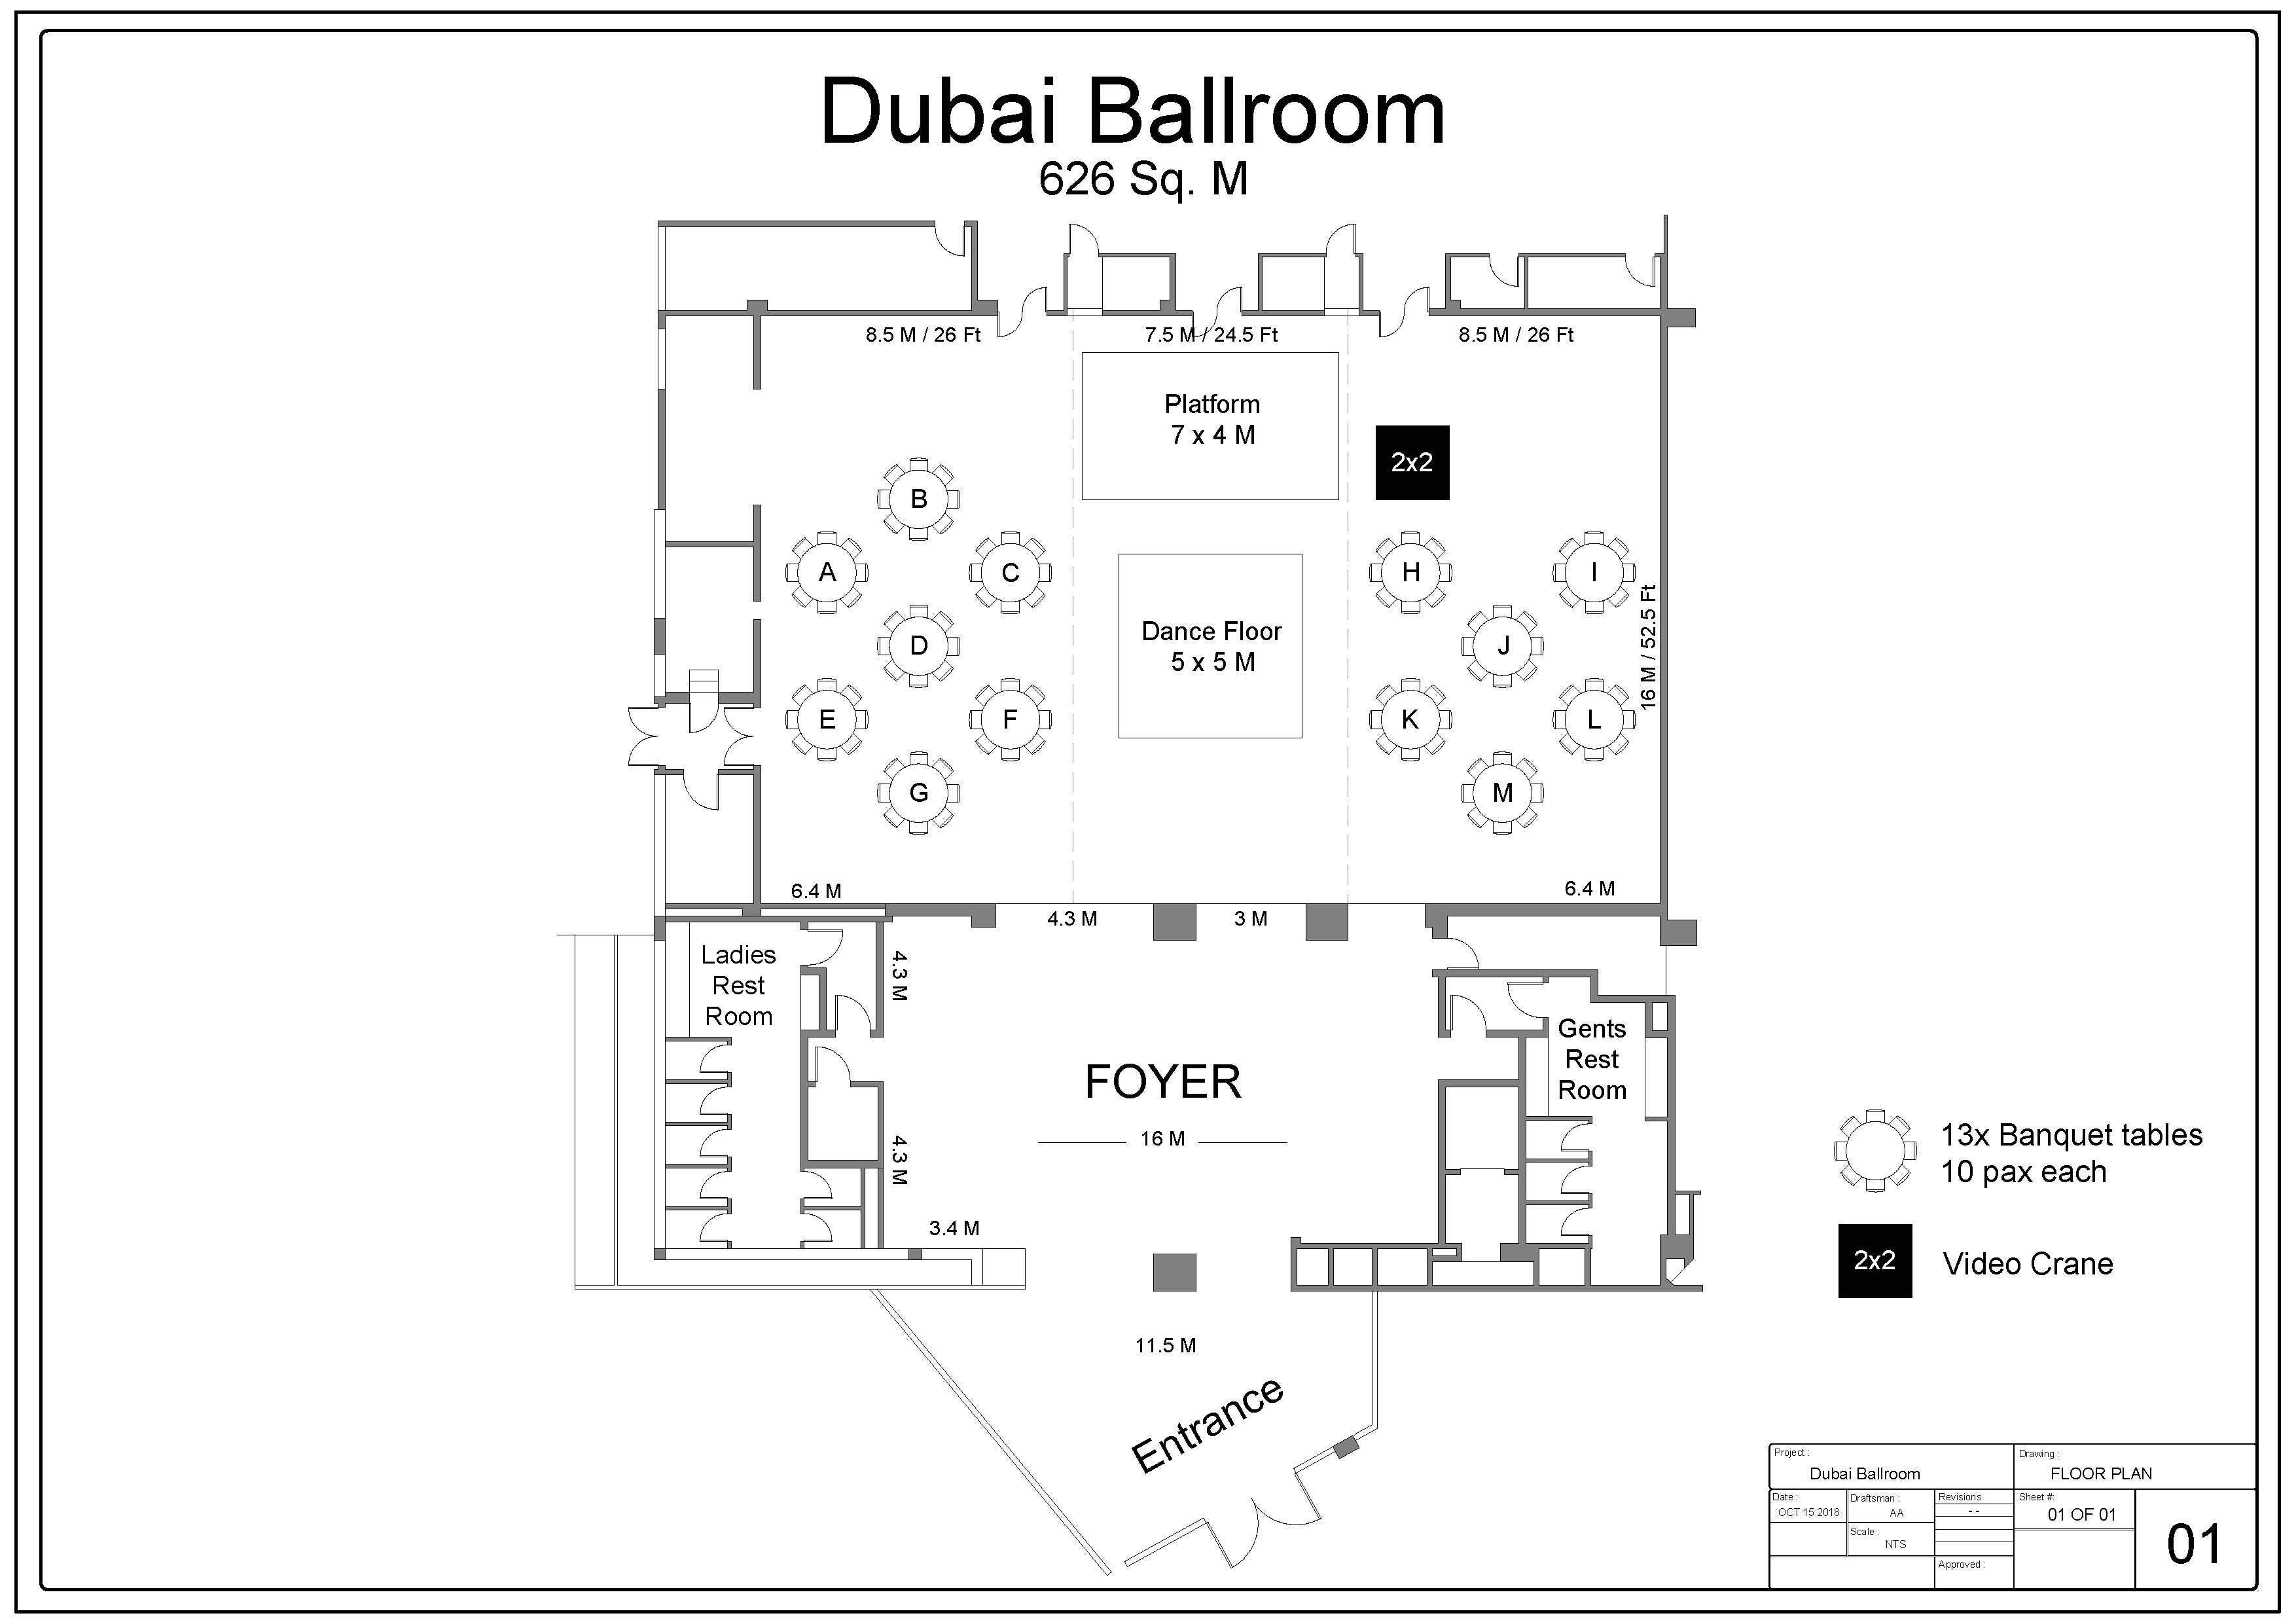 Dubai Ballroom
626 Sq. M
8.5 M / 26 Ft
7.5 M / 24.5 Ft
8.5 M / 26 Ft
Platform
7 x 4 M
2x2
B
A
C
H
I
D
J
16 M / 52.5 Ft
Dance Floor
5 x 5 M
E
F
K
L
G
M
6.4 M
6.4 M
4.3 M
3 M
Ladies
Rest
Room
4.3 M
Gents
Rest
Room
FOYER
16 M
4.3 M
3.4 M
11.5 M
Entrance
13x Banquet tables
10 pax each
2x2
Video Crane
Project :
Dubai Ballroom
Drawing :
FLOOR PLAN
Date :
OCT 15 2018
Draftsman :
AA
Revisions
- -
Sheet #:
01 OF 01
Scale :
NTS
Approved :
01